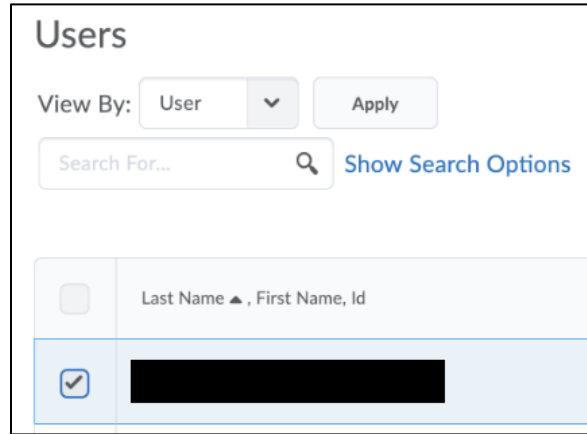 Users
View By: User Apply
Search For... Show Search Options
Last Name ▲ , First Name, Id